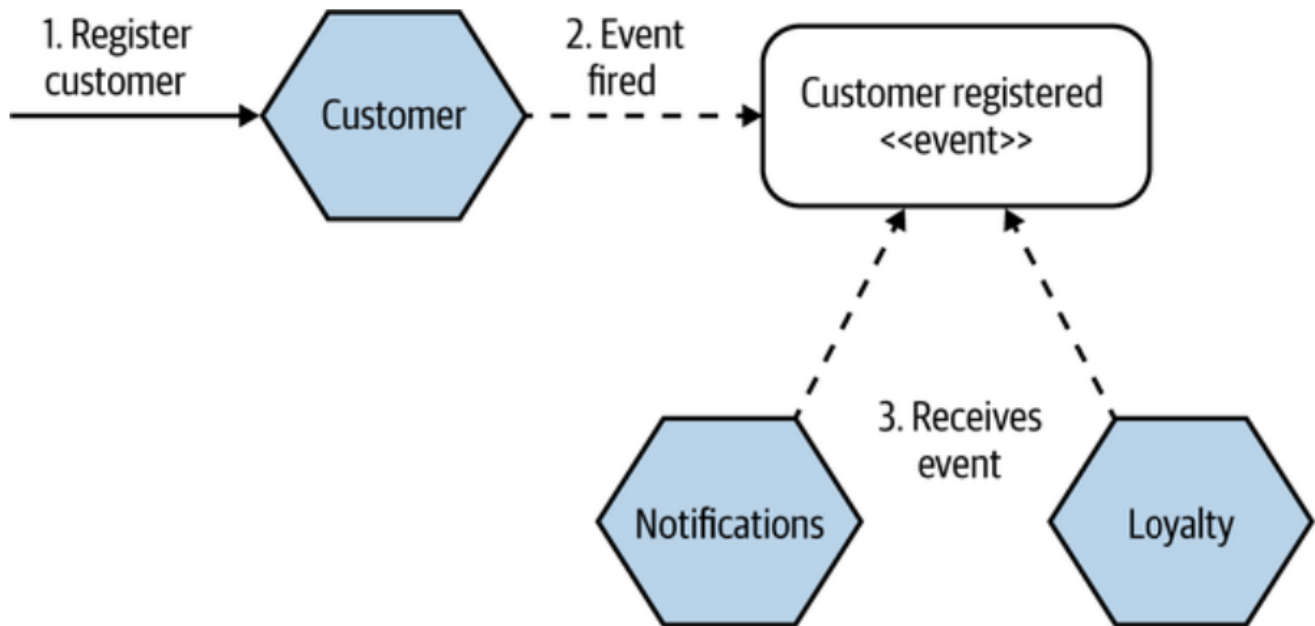 1. Register
customer
Customer
2. Event
fired
Customer registered
<<event>>
3. Receives
event
Notifications
Loyalty